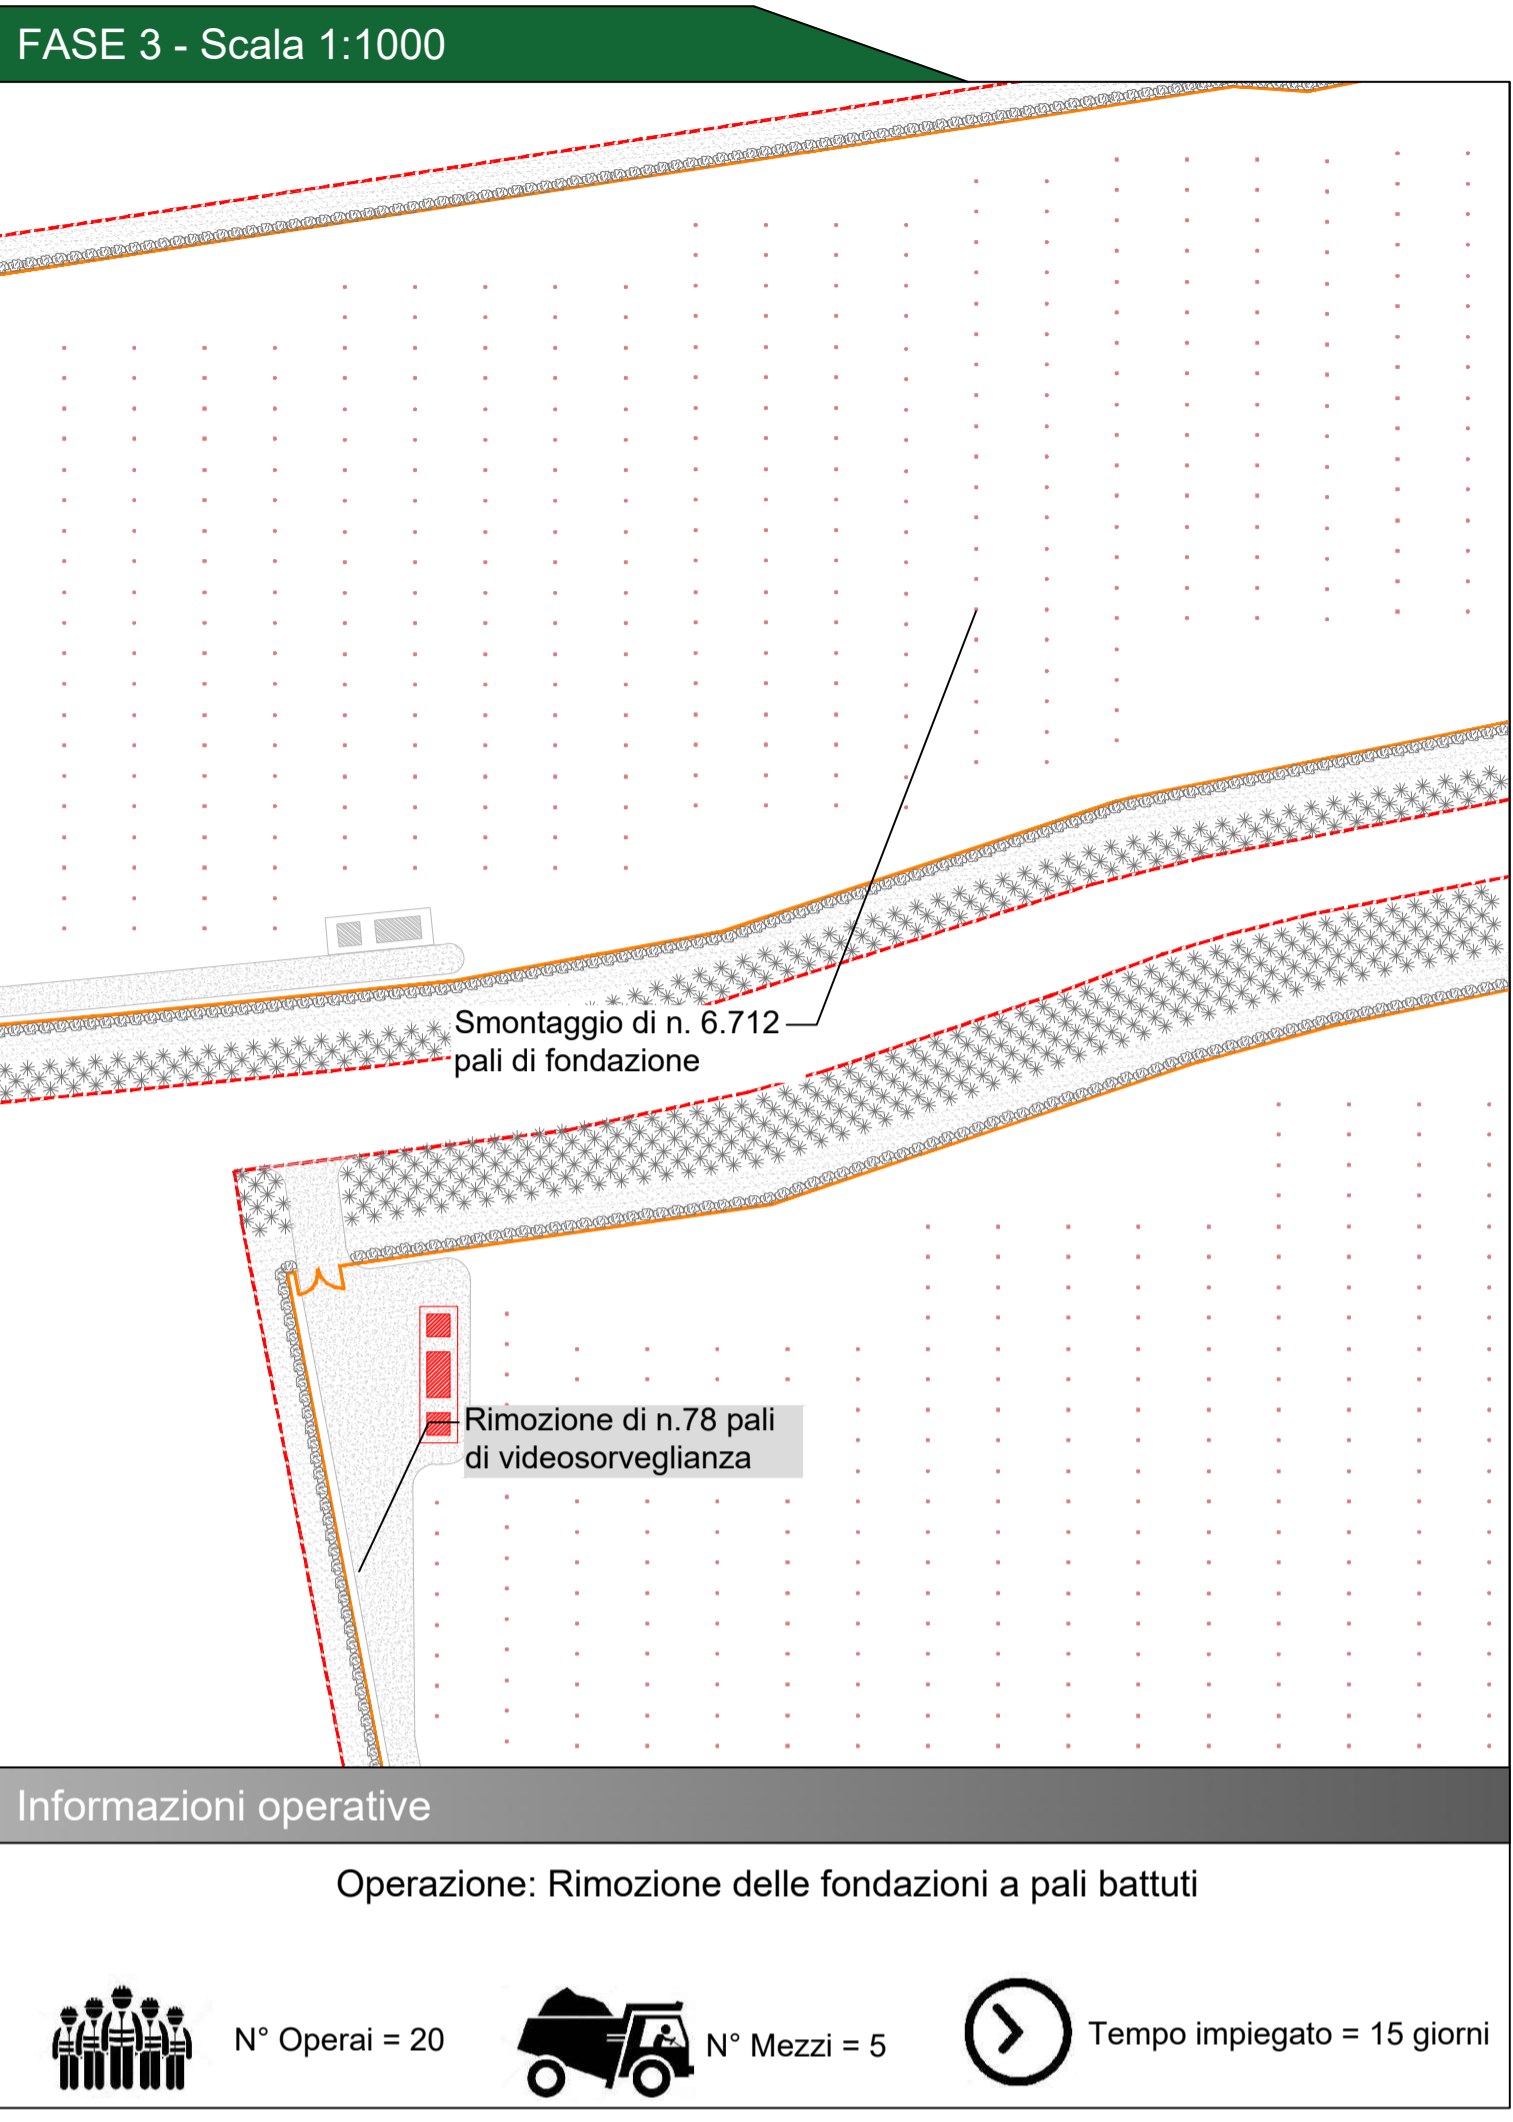 FASE 3 - Scala 1:1000
Smontaggio di n. 6.712
pali di fondazione
Rimozione di n.78 pali
di videosorveglianza
Informazioni operative
Operazione: Rimozione delle fondazioni a pali battuti
N° Operai = 20
N° Mezzi = 5
Tempo impiegato = 15 giorni